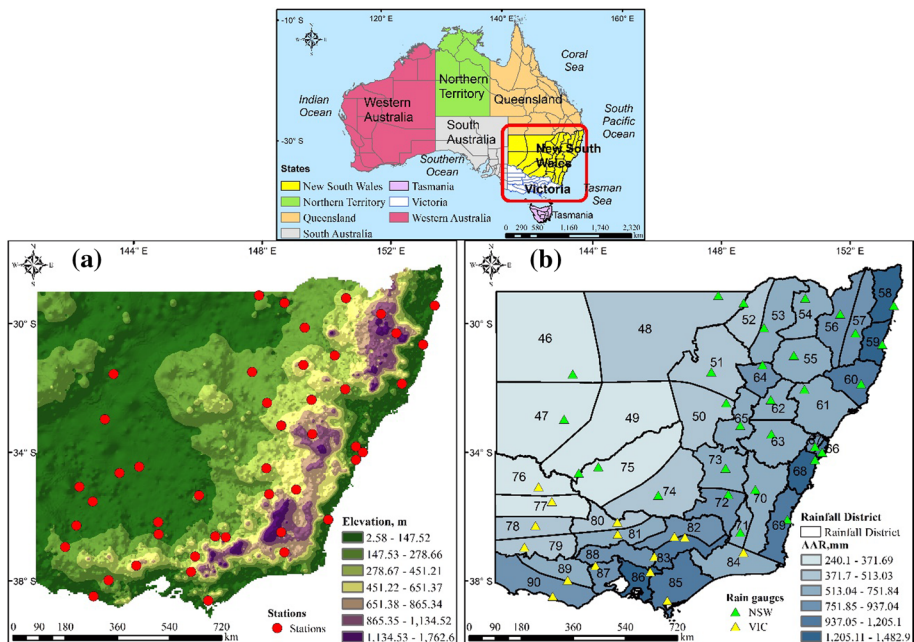 120° E 140° E 160° E
-10° S
-30° S
Coral
Sea
Indian
Ocean
South
Pacific
Ocean
Southern
Ocean
Tasman
Sea
Western
Australia
Northern
Territory
Queensland
South
Australia
New South
Wales
Victoria
Tasmania
States
New South Wales
Tasmania
Northern Territory
Victoria
Queensland
Western Australia
South Australia
0 290 580 1,160 1,740 2,320
km
(a)
144° E 148° E 152° E
30° S
34° S
38° S
Elevation, m
2.58 - 147.52
147.53 - 278.66
278.67 - 451.21
451.22 - 651.37
651.38 - 865.34
865.35 - 1,134.52
1,134.53 - 1,762.6
Stations
Stations
0 90 180 360 540 720
km
(b)
144° E 148° E 152° E
30° S
34° S
38° S
46
48
52
53
54
56
57
58
59
51
55
64
60
47
49
50
65
62
61
63
66
68
76
75
73
77
74
72
70
69
78
80
81
82
71
79
88
83
84
89
87
86
85
90
Rainfall District
Rainfall District
AAR,mm
240.1 - 371.69
371.7 - 513.03
513.04 - 751.84
751.85 - 937.04
937.05 - 1,205.1
1,205.11 - 1,482.9
Rain gauges
NSW
VIC
0 90 180 360 540 720
km